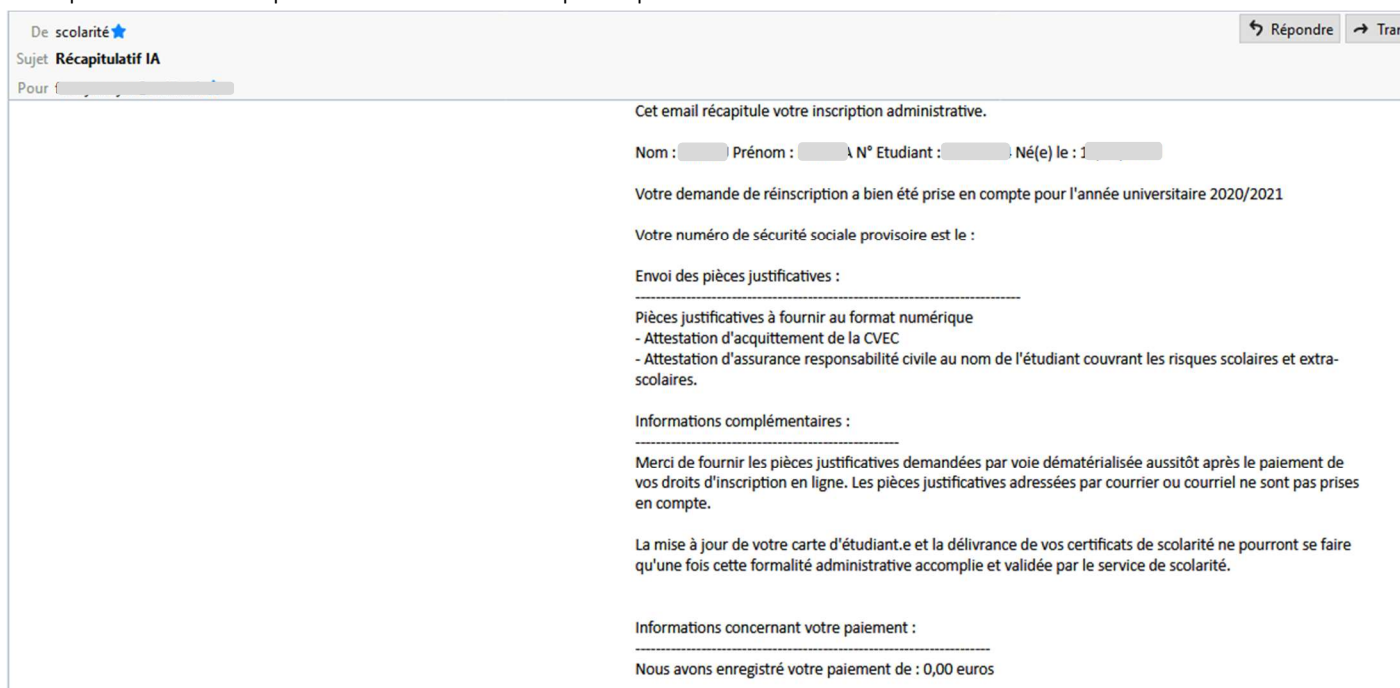 De scolarité
Répondre
Sujet Récapitulatif IA
Pour
Cet email récapitule votre inscription administrative.
Nom : Prénom : N° Etudiant : Né(e) le : 1
Votre demande de réinscription a bien été prise en compte pour l'année universitaire 2020/2021
Votre numéro de sécurité sociale provisoire est le :
Envoi des pièces justificatives :
-----------------------------------------------------------------------------
Pièces justificatives à fournir au format numérique
- Attestation d'acquittement de la CVEC
- Attestation d'assurance responsabilité civile au nom de l'étudiant couvrant les risques scolaires et extra-
scolaires.
Informations complémentaires :
-----------------------------------------------------
Merci de fournir les pièces justificatives demandées par voie dématérialisée aussitôt après le paiement de
vos droits d'inscription en ligne. Les pièces justificatives adressées par courrier ou courriel ne sont pas prises
en compte.
La mise à jour de votre carte d'étudiant.e et la délivrance de vos certificats de scolarité ne pourront se faire
qu'une fois cette formalité administrative accomplie et validée par le service de scolarité.
Informations concernant votre paiement :
-----------------------------------------------------------------------
Nous avons enregistré votre paiement de : 0,00 euros